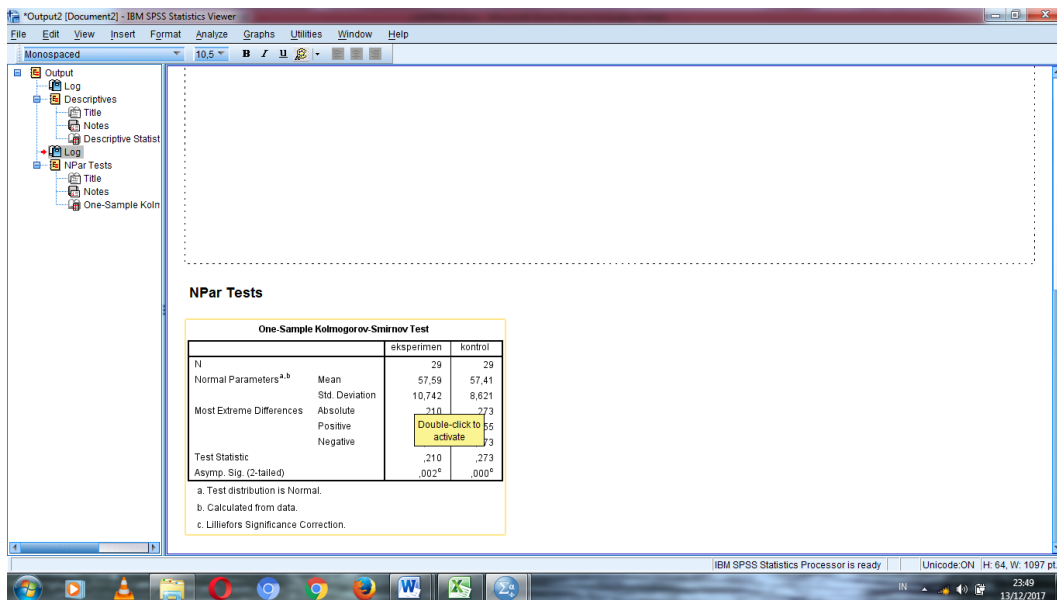 *Output2 [Document2] - IBM SPSS Statistics Viewer
File Edit View Insert Format Analyze Graphs Utilities Window Help
Monospaced 10,5 B I U
Output
Log
Descriptives
Title
Notes
Descriptive Statist
Log
NPar Tests
Title
Notes
One-Sample Kolm
NPar Tests
One-Sample Kolmogorov-Smirnov Test
eksperimen kontrol
N 29 29
Normal Parameters a,b Mean 57,59 57,41
Std. Deviation 10,742 8,621
Most Extreme Differences Absolute ,210 ,273
Positive 55
Negative 73
Double-click to
activate
Test Statistic ,210 ,273
Asymp. Sig. (2-tailed) ,002c ,000c
a. Test distribution is Normal.
b. Calculated from data.
c. Lilliefors Significance Correction.
IBM SPSS Statistics Processor is ready Unicode:ON H: 64, W: 1097 pt.
IN 23:49
13/12/2017